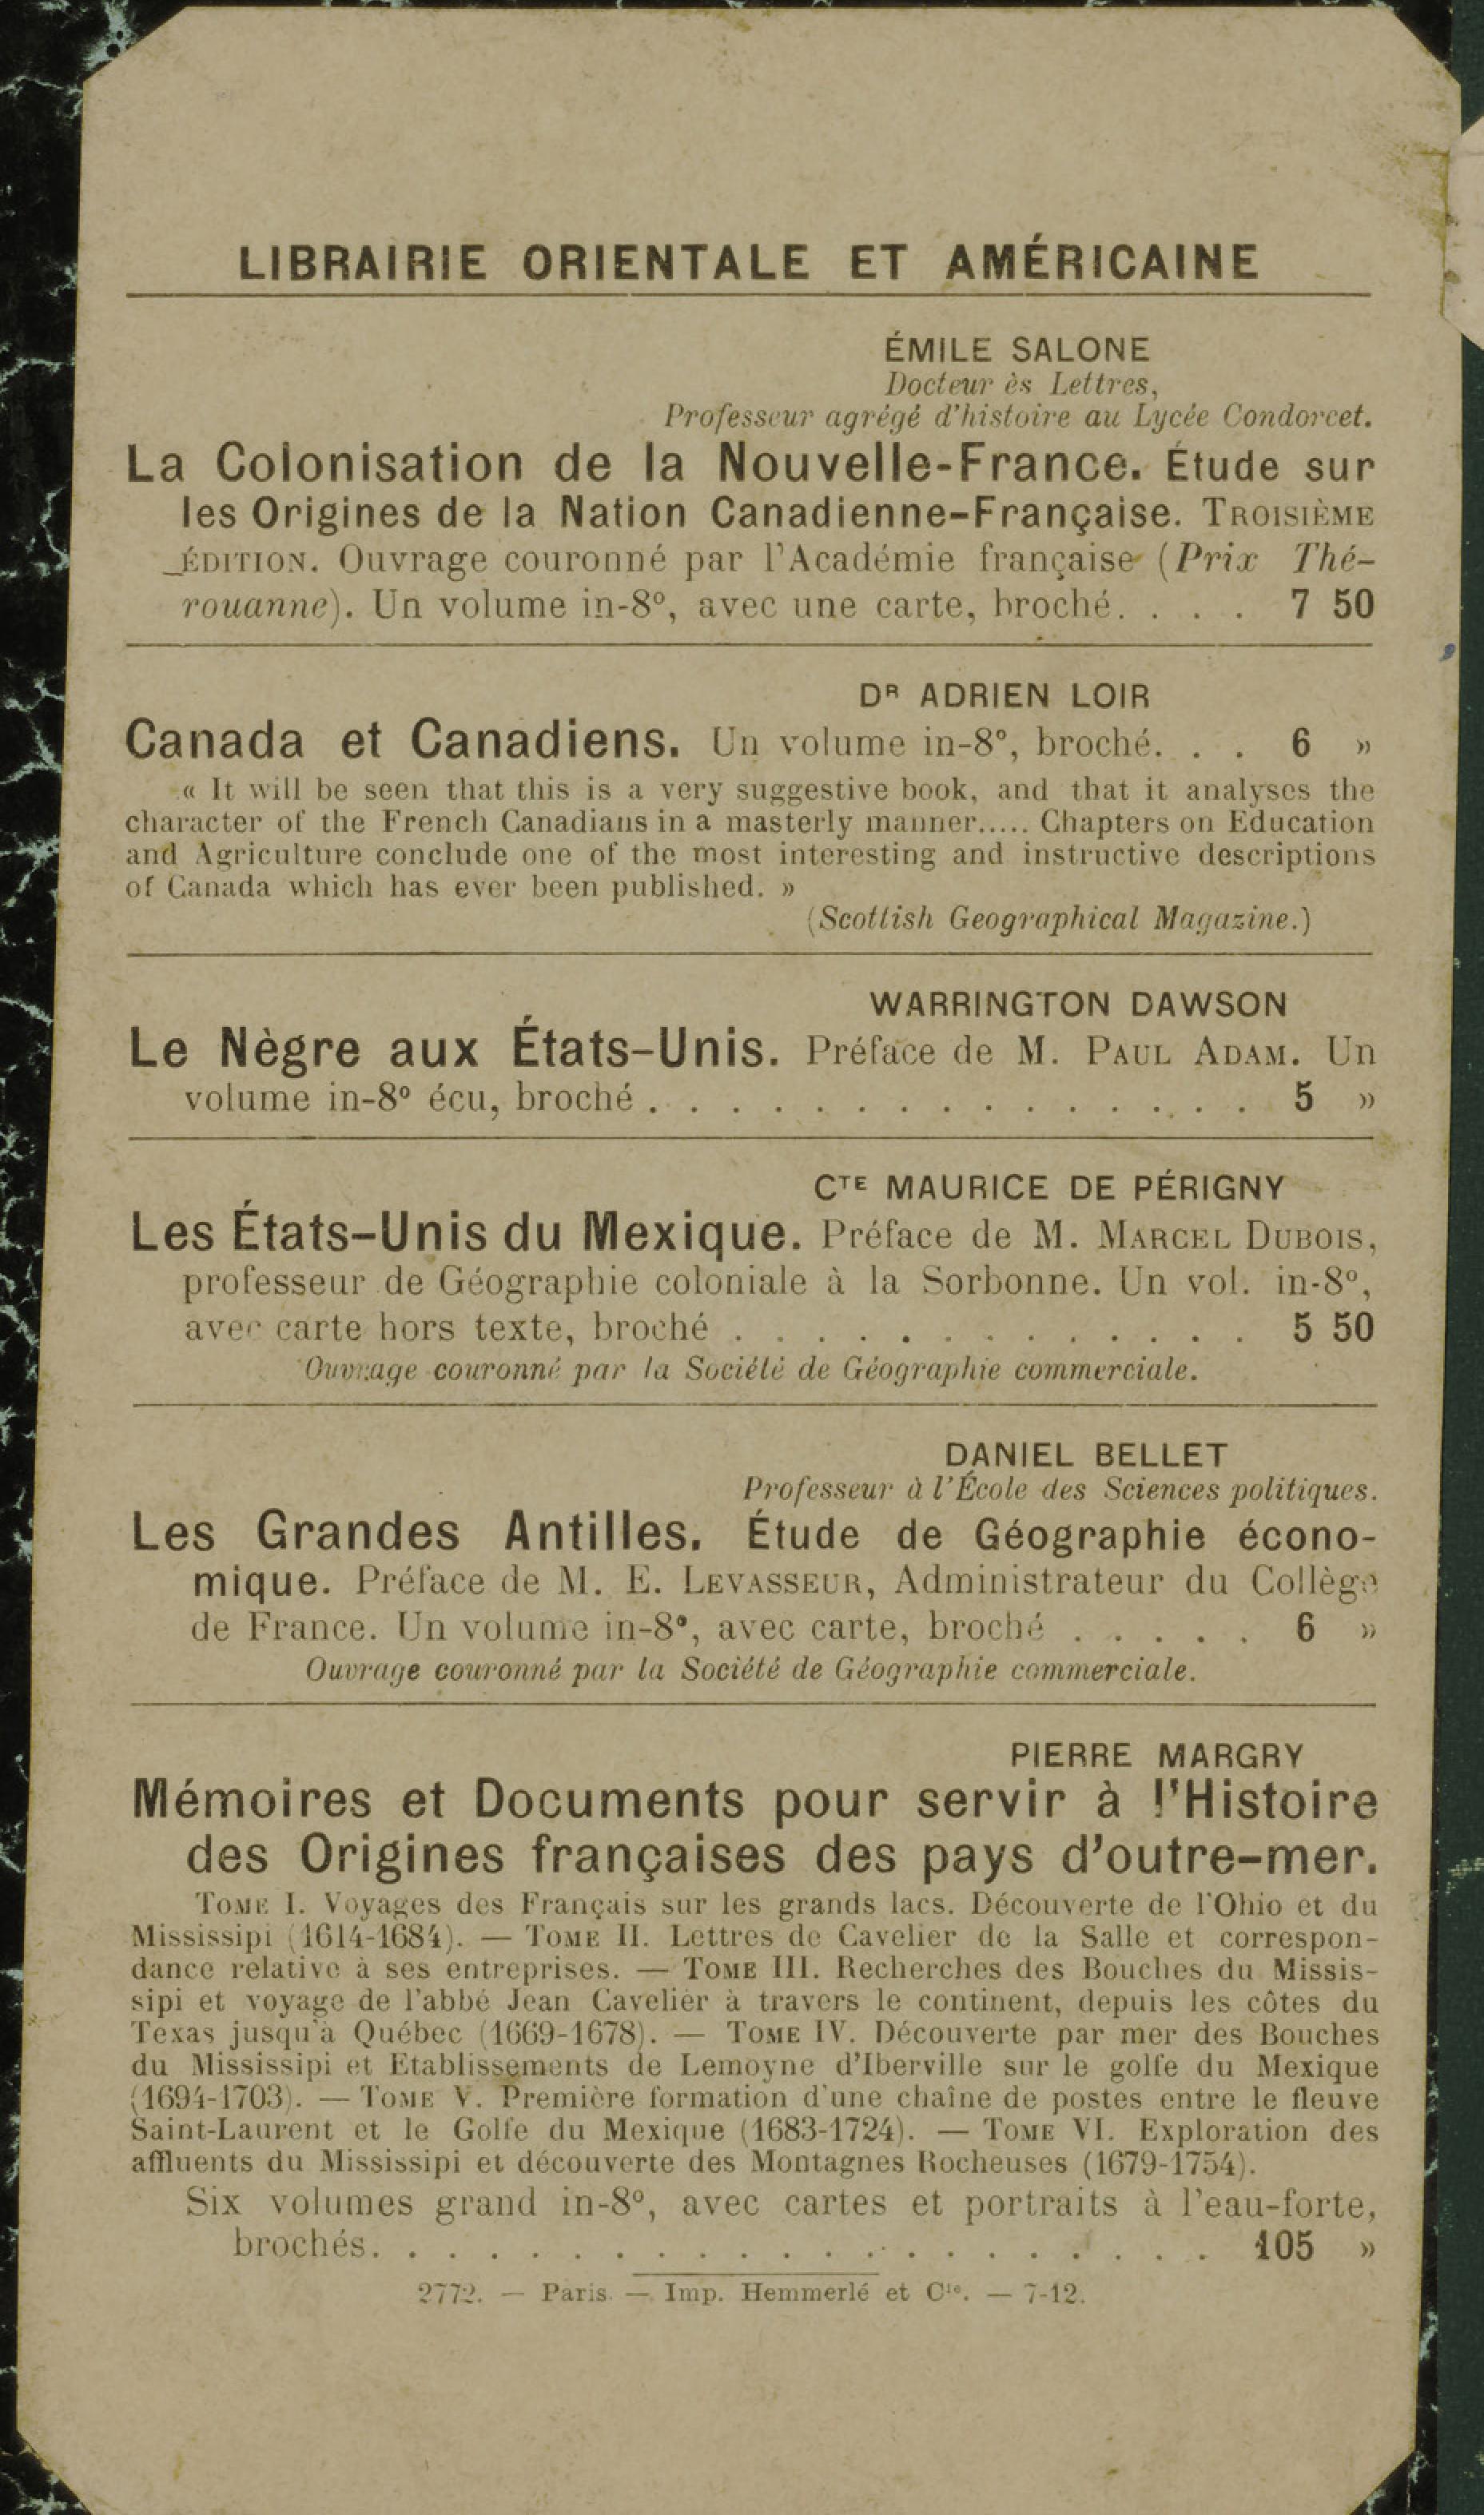 LIBRAIRIE ORIENTALE ET AMÉRICAINE
ÉMILE SALONE
Docteur ès Lettres,
Professeur agrégé d'histoire au Lycée Condorcet.
La Colonisation de la Nouvelle-France. Étude sur
les Origines de la Nation Canadienne-Française. TROISIÈME
ÉDITION. Ouvrage couronné par l'Académie française (Prix Thé-
rouanne). Un volume in-8º, avec une carte, broché. . . . 7 50
DR ADRIEN LOIR
Canada et Canadiens. Un volume in-8º, broché. . . 6 »
« It will be seen that this is a very suggestive book, and that it analyses the
character of the French Canadians in a masterly manner..... Chapters on Education
and Agriculture conclude one of the most interesting and instructive descriptions
of Canada which has ever been published. »
(Scottish Geographical Magazine.)
WARRINGTON DAWSON
Le Nègre aux États-Unis. Préface de M. PAUL ADAM. Un
volume in-8º écu, broché . . . . . . . . . . . . . . . 5 »
CTE MAURICE DE PÉRIGNY
Les États-Unis du Mexique. Préface de M. MARCEL DUBOIS,
professeur de Géographie coloniale à la Sorbonne. Un vol. in-8º,
avec carte hors texte, broché . . . . . . . . . . . . . 5 50
Ouvrage couronné par la Société de Géographie commerciale.
DANIEL BELLET
Professeur à l'École des Sciences politiques.
Les Grandes Antilles. Étude de Géographie écono-
mique. Préface de M. E. LEVASSEUR, Administrateur du Collège
de France. Un volume in-8º, avec carte, broché . . . . . 6 »
Ouvrage couronné par la Société de Géographie commerciale.
PIERRE MARGRY
Mémoires et Documents pour servir à l'Histoire
des Origines françaises des pays d'outre-mer.
TOME I. Voyages des Français sur les grands lacs. Découverte de l'Ohio et du
Mississipi (1614-1684). — TOME II. Lettres de Cavelier de la Salle et correspon-
dance relative à ses entreprises. — TOME III. Recherches des Bouches du Missis-
sipi et voyage de l'abbé Jean Cavelier à travers le continent, depuis les côtes du
Texas jusqu'à Québec (1669-1678). — TOME IV. Découverte par mer des Bouches
du Mississipi et Etablissements de Lemoyne d'Iberville sur le golfe du Mexique
(1694-1703). — TOME V. Première formation d'une chaîne de postes entre le fleuve
Saint-Laurent et le Golfe du Mexique (1683-1724). — TOME VI. Exploration des
affluents du Mississipi et découverte des Montagnes Rocheuses (1679-1754).
Six volumes grand in-8º, avec cartes et portraits à l'eau-forte,
brochés. . . . . . . . . . . . . . . . . . . . . 105 »
2772. — Paris. — Imp. Hemmerlé et Cie. — 7-12.